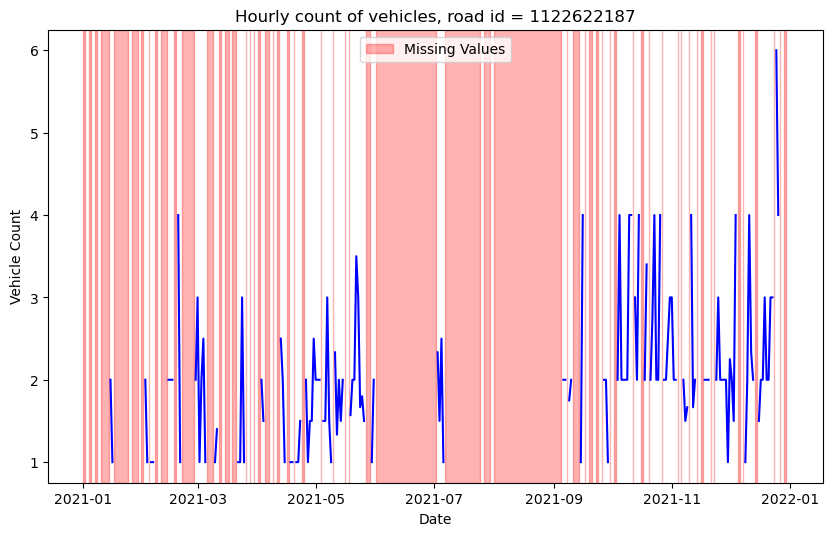 Hourly count of vehicles, road id = 1122622187
Missing Values
6
5
4
3
2
1
Vehicle Count
2021-01 2021-03 2021-05 2021-07 2021-09 2021-11 2022-01
Date